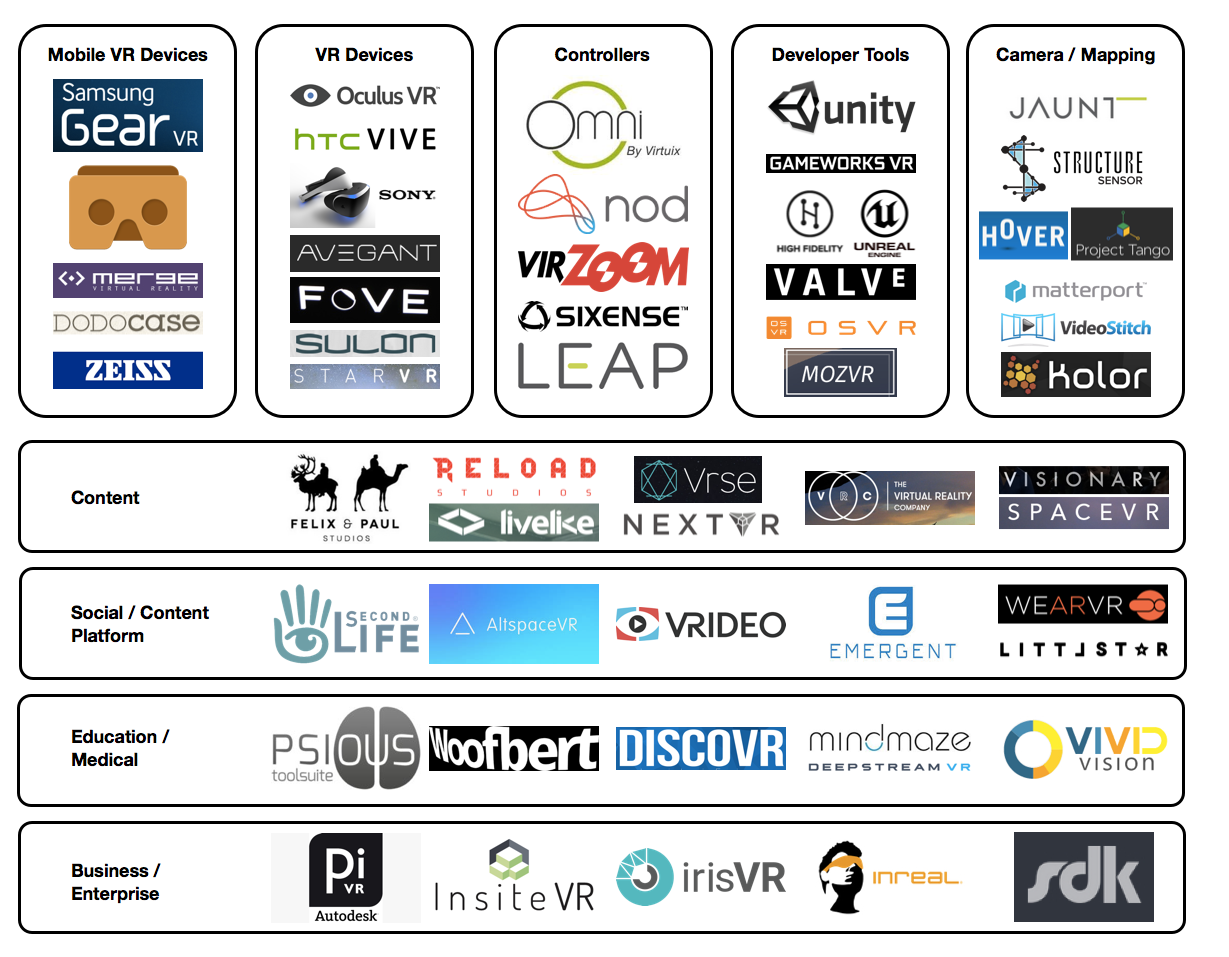 Mobile VR Devices
Samsung
Gear VR
merge
VIRTUAL REALITY
DODOcase
ZEISS
VR Devices
Oculus VR™
hTC VIVE
SONY.
AVEGANT
FOVE
SULON
STARVR
Controllers
Omni
By Virtuix
nod
VIRZOOM
SIXENSE™
LEAP
Developer Tools
unity
GAMEWORKS VR
HIGH FIDELITY
UNREAL
ENGINE
VALVE
OS
VR
OSVR
MOZVR
Camera / Mapping
JAUNT
STRUCTURE
SENSOR
HOVER
Project Tango
matterport™
VideoStitch
kolor
Content
FELIX & PAUL
STUDIOS
RELOAD
STUDIOS
livelike
Vrse
NEXTVR
V R C
THE
VIRTUAL REALITY
COMPANY
VISIONARY
SPACEVR
Social / Content
Platform
SECOND
LIFE
AltspaceVR
VRIDEO
EMERGENT
WEARVR
LITTLSTAR
Education /
Medical
PSIOUS
toolsuite
Woofbert
DISCOVR
mindmaze
DEEPSTREAM VR
VIVID
VISION
Business /
Enterprise
Pi
VR
Autodesk
InsiteVR
irisVR
INREAL
sdk